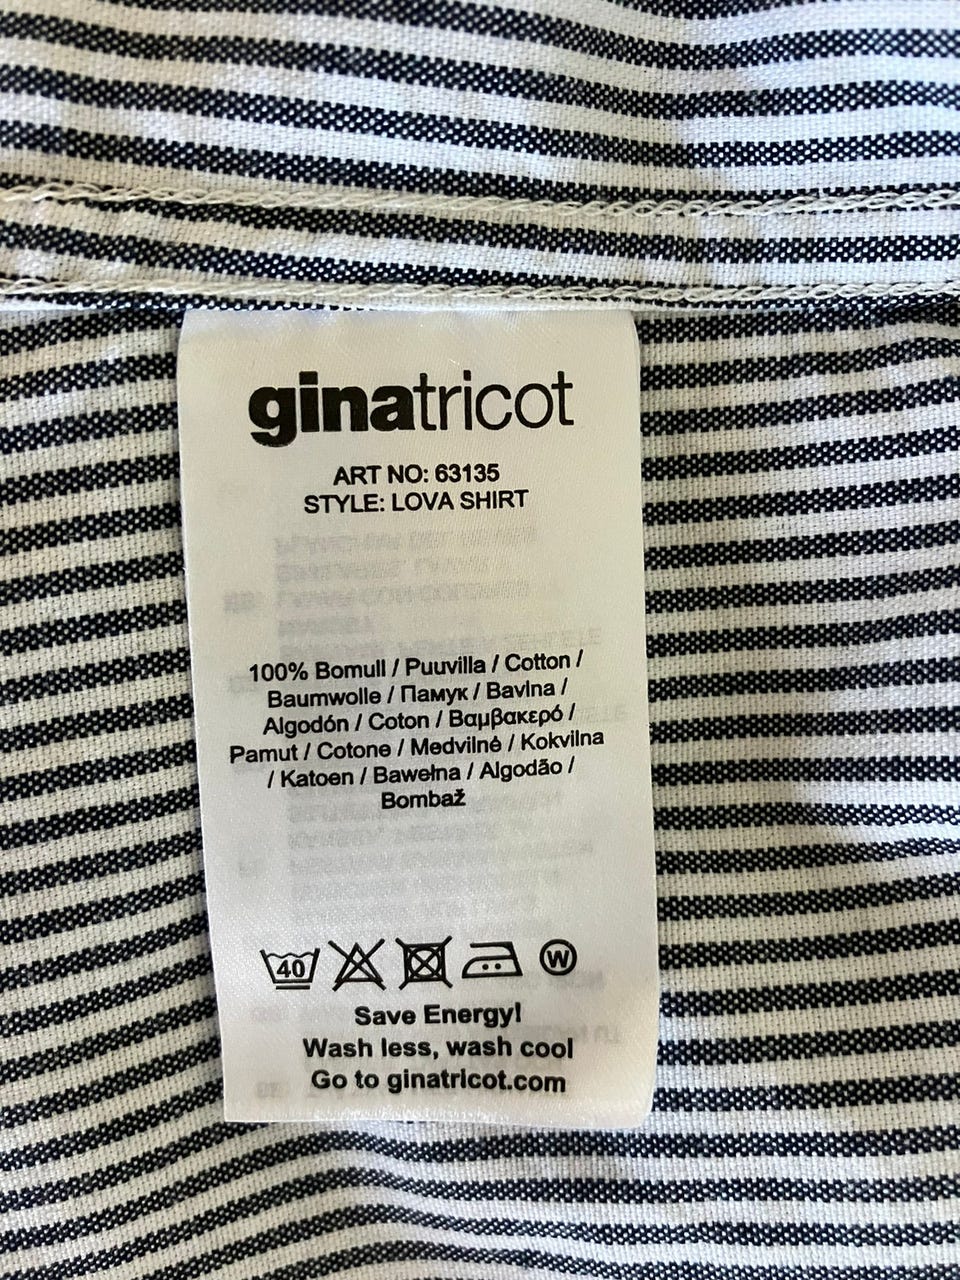 ginatricot
ART NO: 63135
STYLE: LOVA SHIRT
100% Bomull / Puuvilla / Cotton /
Baumwolle / Памук / Bavlna /
Algodón / Coton / Βαμβακερό /
Pamut / Cotone / Medvilnė / Kokvilna
/ Katoen / Bawełna / Algodão /
Bombaž
40
W
Save Energy!
Wash less, wash cool
Go to ginatricot.com